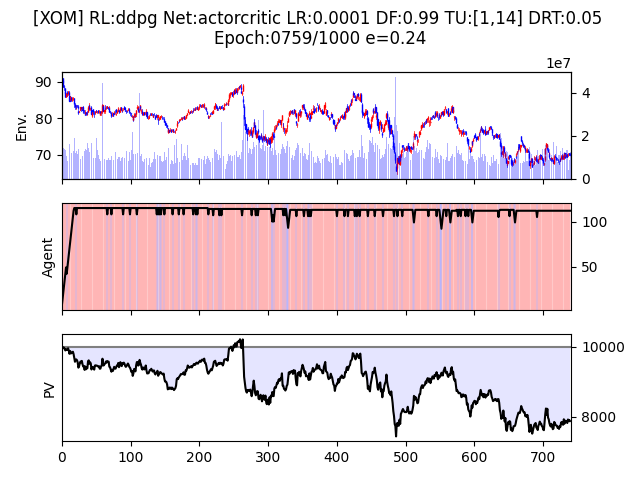 [XOM] RL:ddpg Net:actorcritic LR:0.0001 DF:0.99 TU:[1,14] DRT:0.05
Epoch:0759/1000 e=0.24
1e7
90
80
70
Env.
4
2
0
Agent
100
50
PV
10000
8000
0 100 200 300 400 500 600 700